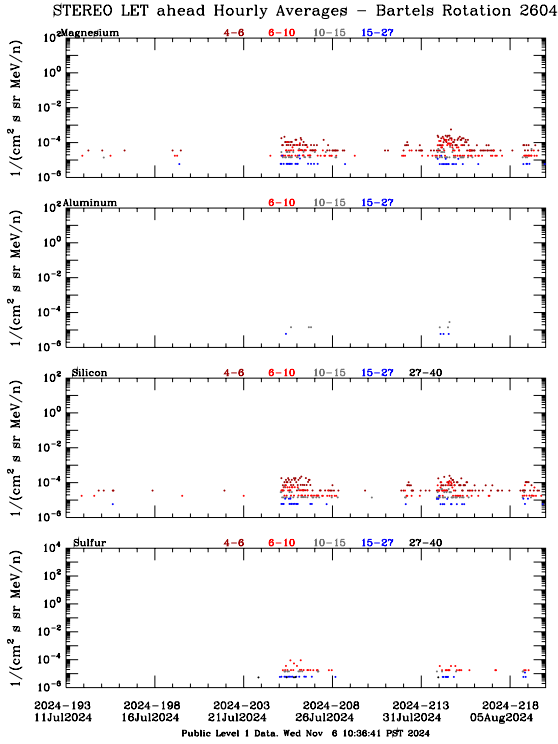 STEREO LET ahead Hourly Averages − Bartels Rotation 2604
Magnesium 4−6 6−10 10−15 15−27
10² 10⁰ 10⁻² 10⁻⁴ 10⁻⁶
1/(cm² s sr MeV/n)
Aluminum 6−10 10−15 15−27
10² 10⁰ 10⁻² 10⁻⁴ 10⁻⁶
1/(cm² s sr MeV/n)
Silicon 4−6 6−10 10−15 15−27 27−40
10² 10⁰ 10⁻² 10⁻⁴ 10⁻⁶
1/(cm² s sr MeV/n)
Sulfur 4−6 6−10 10−15 15−27 27−40
10⁴ 10² 10⁰ 10⁻² 10⁻⁴ 10⁻⁶
1/(cm² s sr MeV/n)
2024−193 2024−198 2024−203 2024−208 2024−213 2024−218
11Jul2024 16Jul2024 21Jul2024 26Jul2024 31Jul2024 05Aug2024
Public Level 1 Data. Wed Nov 6 10:36:41 PST 2024